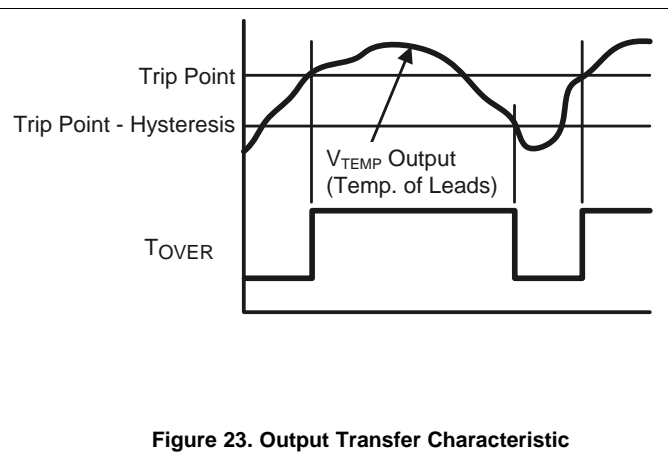 Trip Point
Trip Point - Hysteresis
VTEMP Output
(Temp. of Leads)
TOVER
Figure 23. Output Transfer Characteristic